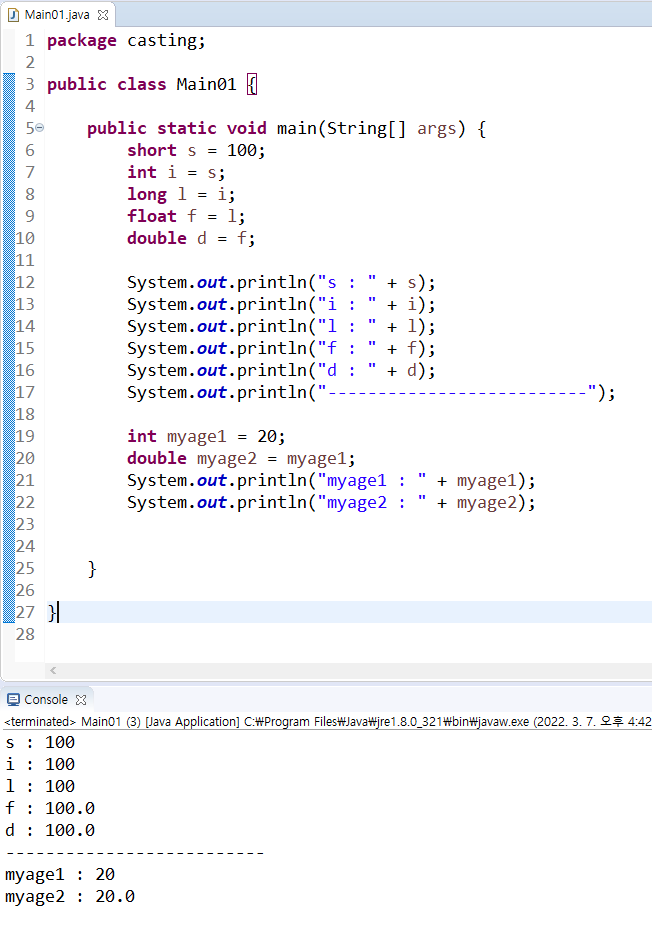 Main01.java
1 package casting;
2
3 public class Main01 {
4
5     public static void main(String[] args) {
6         short s = 100;
7         int i = s;
8         long l = i;
9         float f = l;
10         double d = f;
11
12         System.out.println("s : " + s);
13         System.out.println("i : " + i);
14         System.out.println("l : " + l);
15         System.out.println("f : " + f);
16         System.out.println("d : " + d);
17         System.out.println("--------------------------");
18
19         int myage1 = 20;
20         double myage2 = myage1;
21         System.out.println("myage1 : " + myage1);
22         System.out.println("myage2 : " + myage2);
23
24
25     }
26
27 }
28
Console
<terminated> Main01 (3) [Java Application] C:₩Program Files₩Java₩jre1.8.0_321₩bin₩javaw.exe (2022. 3. 7. 오후 4:42
s : 100
i : 100
l : 100
f : 100.0
d : 100.0
--------------------------
myage1 : 20
myage2 : 20.0